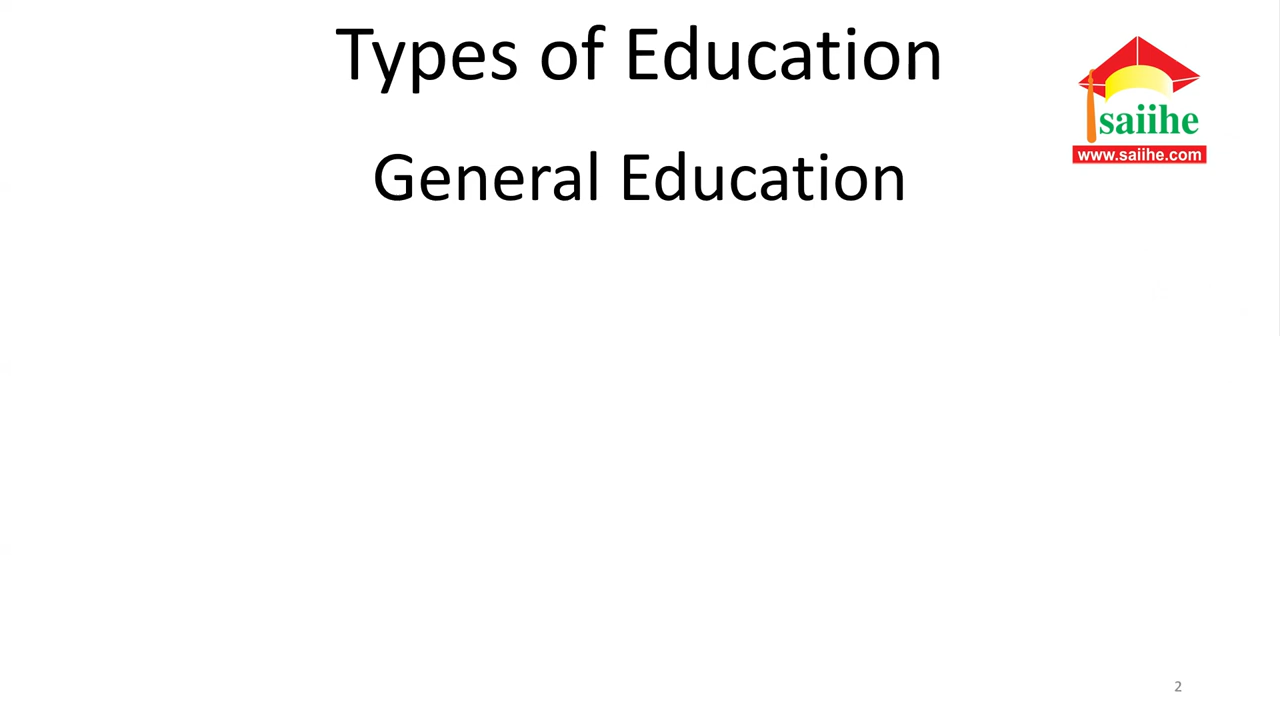 Types of Education
saiihe
www.saiihe.com
General Education
2